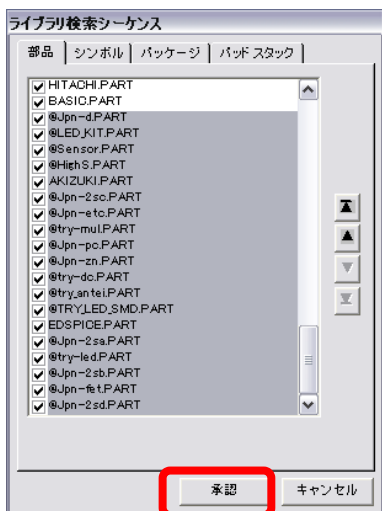 ライブラリ検索シーケンス
部品 シンボル パッケージ パッド スタック
HITACHI.PART
BASIC.PART
@Jpn-d.PART
@LED_KIT.PART
@Sensor.PART
@HighS.PART
AKIZUKI.PART
@Jpn-2sc.PART
@Jpn-etc.PART
@try-mul.PART
@Jpn-pc.PART
@Jpn-zn.PART
@try-dc.PART
@try_antei.PART
@TRY_LED_SMD.PART
EDSPICE.PART
@Jpn-2sa.PART
@try-led.PART
@Jpn-2sb.PART
@Jpn-fet.PART
@Jpn-2sd.PART
承認 キャンセル